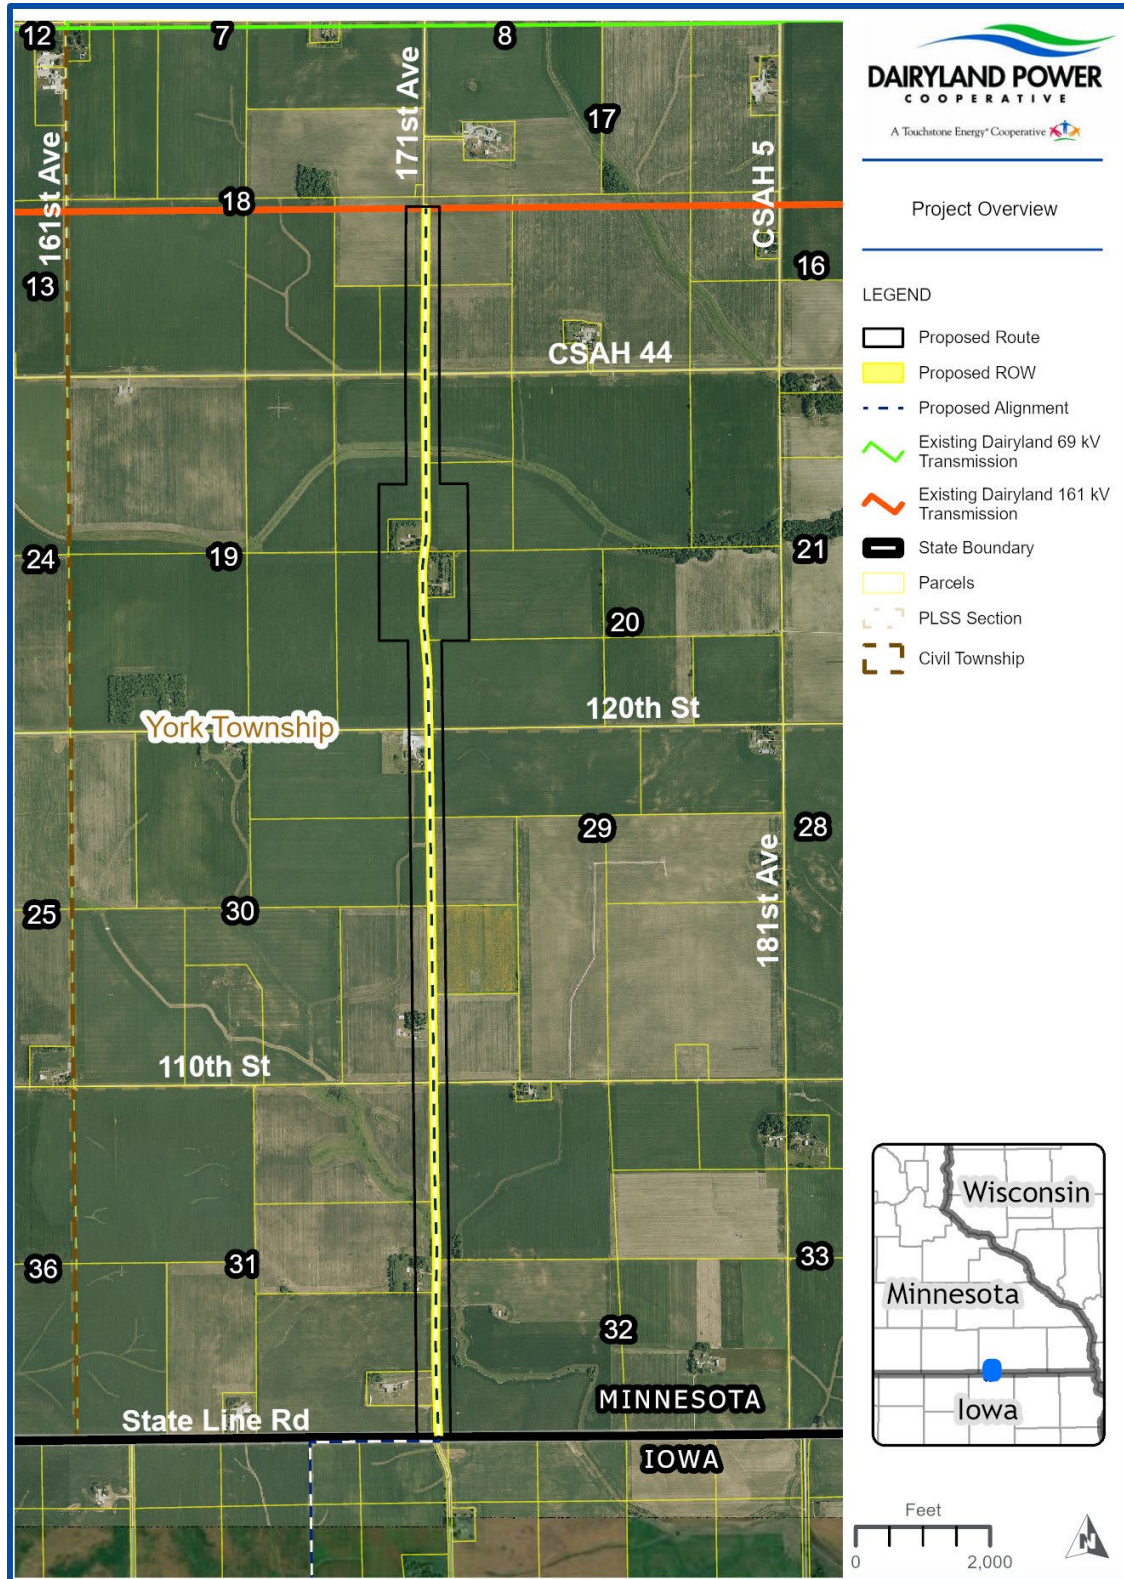 12
7
8
17
171st Ave
161st Ave
CSAH 5
18
13
16
CSAH 44
24
19
21
20
120th St
York Township
29
28
181st Ave
25
30
110th St
36
31
33
32
MINNESOTA
State Line Rd
IOWA
DAIRYLAND POWER
COOPERATIVE
A Touchstone Energy® Cooperative
Project Overview
LEGEND
Proposed Route
Proposed ROW
Proposed Alignment
Existing Dairyland 69 kV
Transmission
Existing Dairyland 161 kV
Transmission
State Boundary
Parcels
PLSS Section
Civil Township
Wisconsin
Minnesota
Iowa
Feet
0 2,000
N